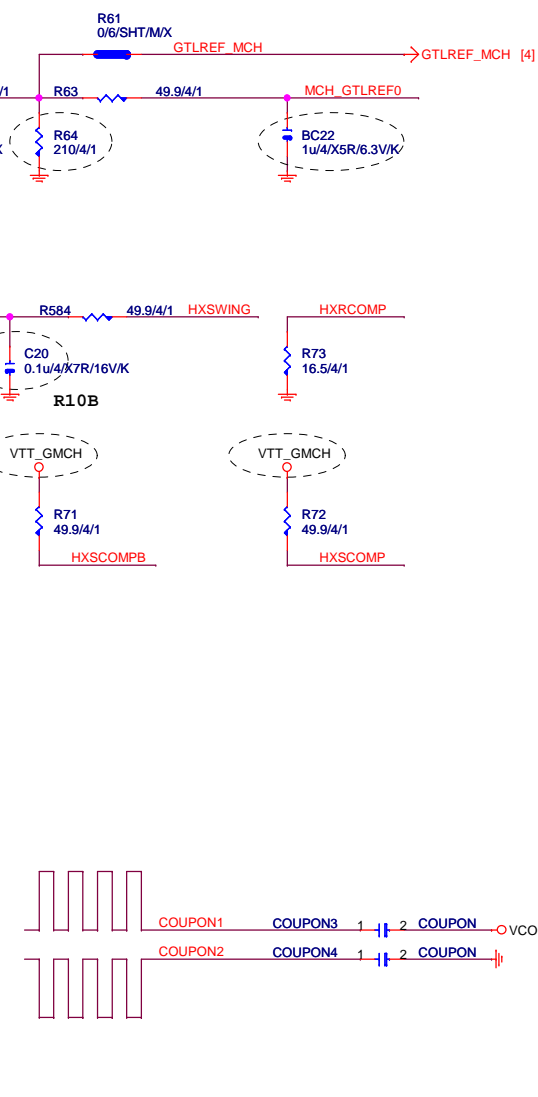 R61
0/6/SHT/M/X
GTLREF_MCH
GTLREF_MCH [4]
/1
R63
49.9/4/1
MCH_GTLREF0
R64
210/4/1
BC22
1u/4/X5R/6.3V/K
R584
49.9/4/1
HXSWING
HXRCOMP
C20
0.1u/4/X7R/16V/K
R73
16.5/4/1
R10B
VTT_GMCH
VTT_GMCH
R71
49.9/4/1
R72
49.9/4/1
HXSCOMPB
HXSCOMP
COUPON1
COUPON3
1
2
COUPON
VCO
COUPON2
COUPON4
1
2
COUPON